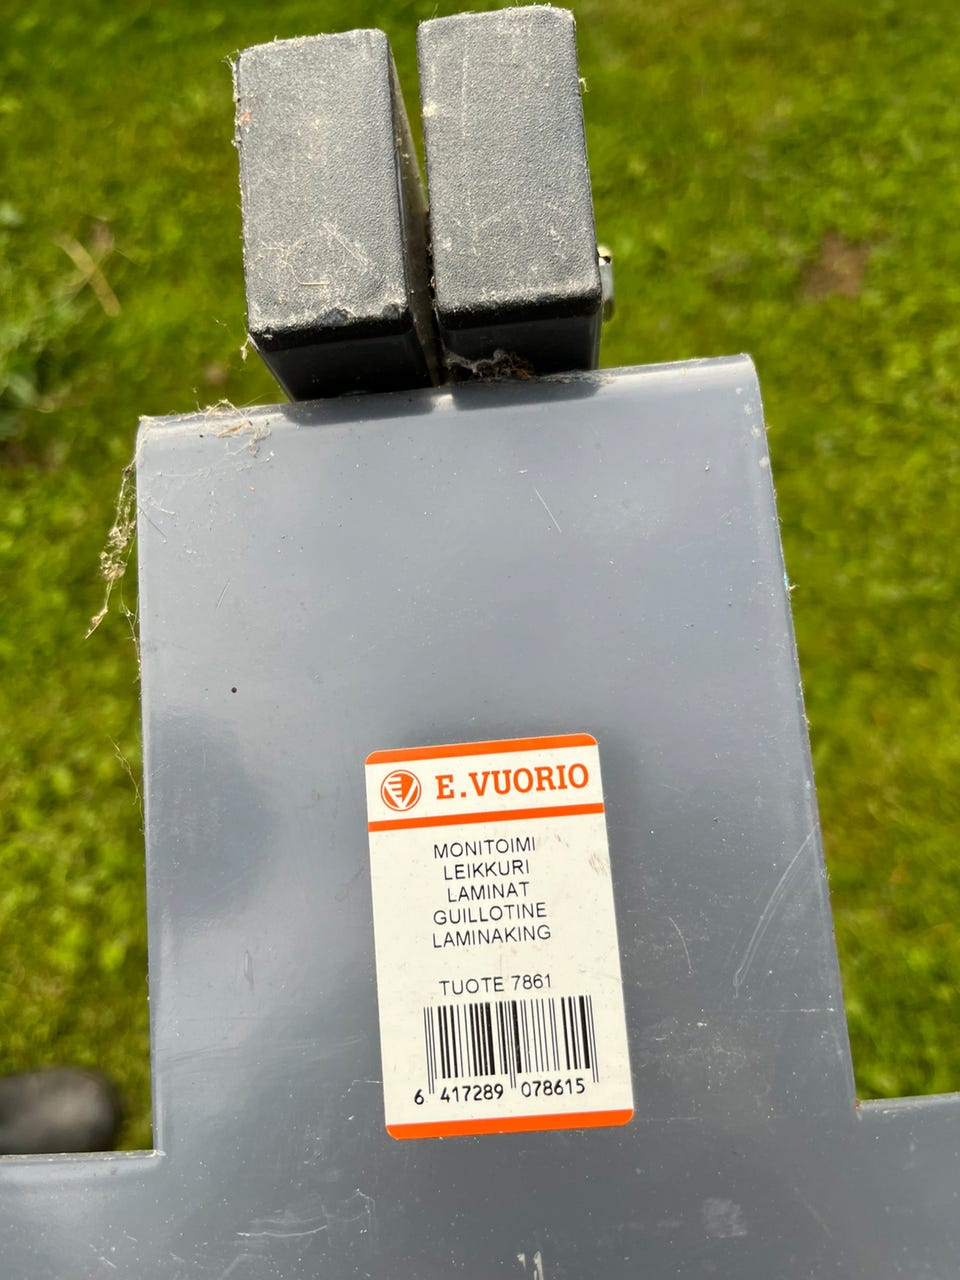 E.VUORIO
MONITOIMI
LEIKKURI
LAMINAT
GUILLOTINE
LAMINAKING
TUOTE 7861
6 417289 078615